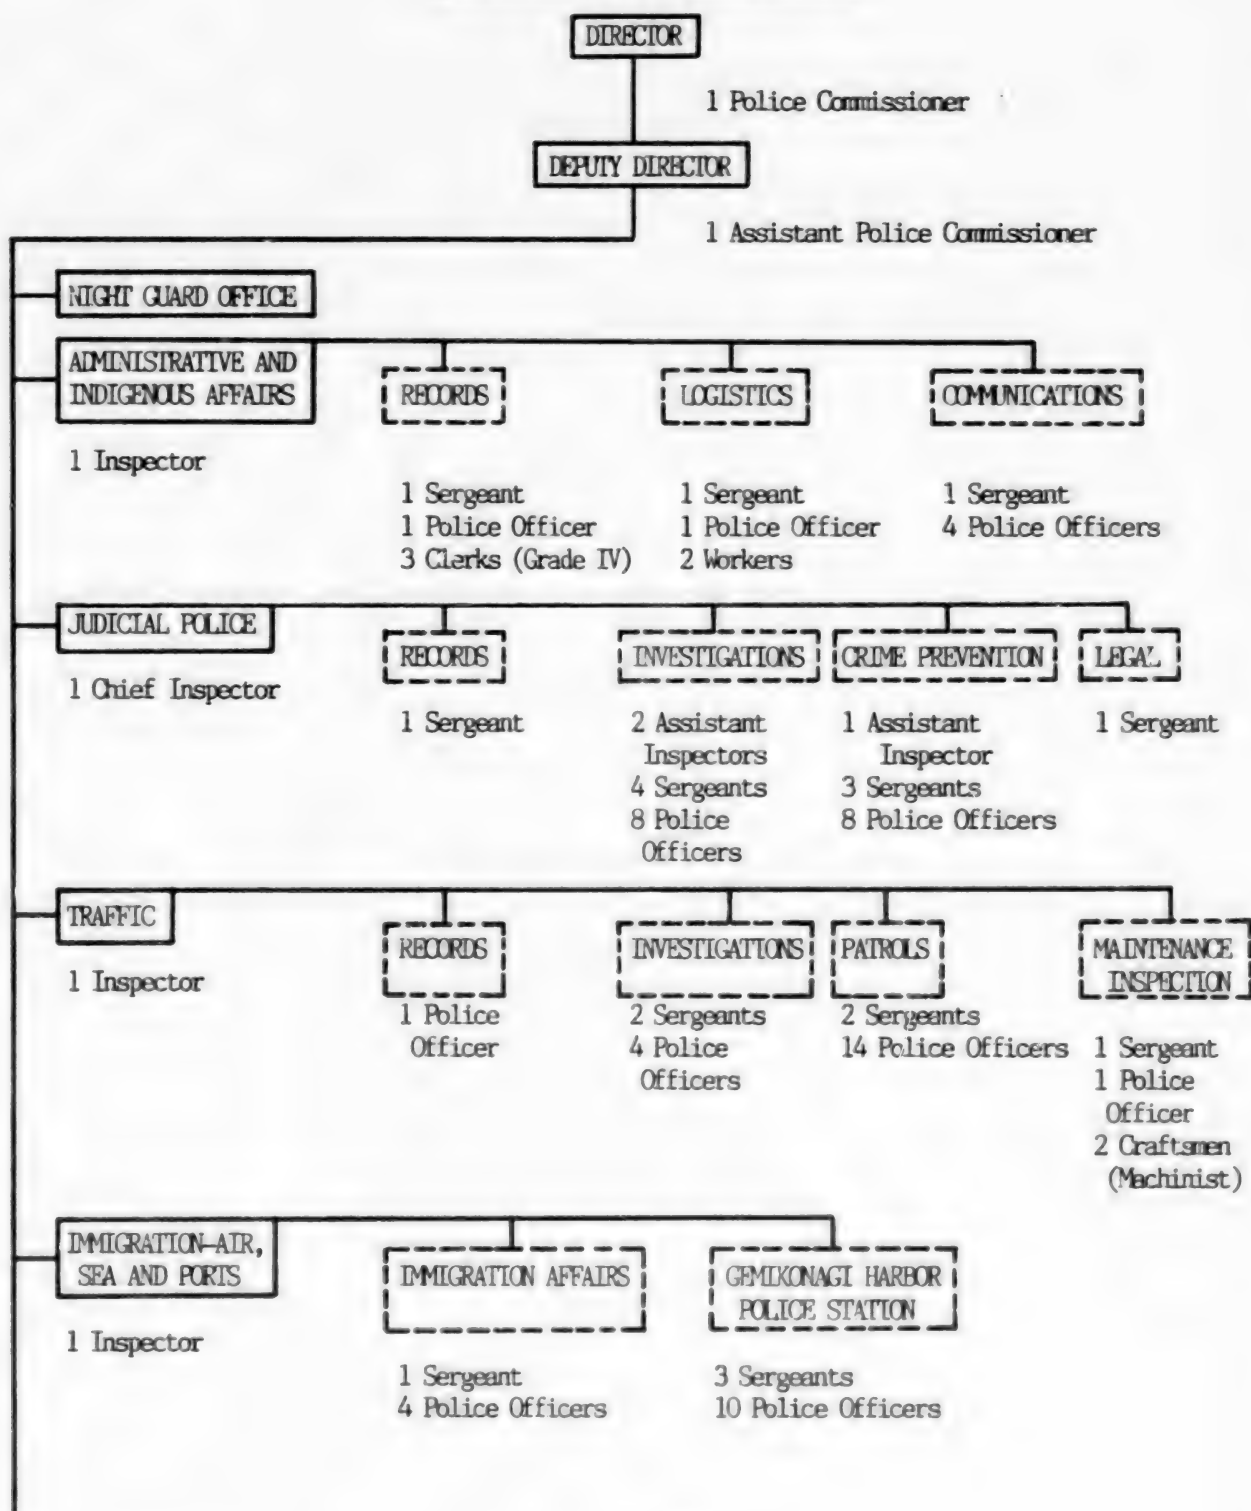 DIRECTOR
1 Police Commissioner
DEPUTY DIRECTOR
1 Assistant Police Commissioner
NIGHT GUARD OFFICE
ADMINISTRATIVE AND
INDIGENOUS AFFAIRS
1 Inspector
RECORDS
1 Sergeant
1 Police Officer
3 Clerks (Grade IV)
LOGISTICS
1 Sergeant
1 Police Officer
2 Workers
COMMUNICATIONS
1 Sergeant
4 Police Officers
JUDICIAL POLICE
1 Chief Inspector
RECORDS
1 Sergeant
INVESTIGATIONS
2 Assistant
Inspectors
4 Sergeants
8 Police
Officers
CRIME PREVENTION
1 Assistant
Inspector
3 Sergeants
8 Police Officers
LEGAL
1 Sergeant
TRAFFIC
1 Inspector
RECORDS
1 Police
Officer
INVESTIGATIONS
2 Sergeants
4 Police
Officers
PATROLS
2 Sergeants
14 Police Officers
MAINTENANCE
INSPECTION
1 Sergeant
1 Police
Officer
2 Craftsmen
(Machinist)
IMMIGRATION-AIR,
SEA AND PORTS
1 Inspector
IMMIGRATION AFFAIRS
1 Sergeant
4 Police Officers
GEMIKONAGI HARBOR
POLICE STATION
3 Sergeants
10 Police Officers